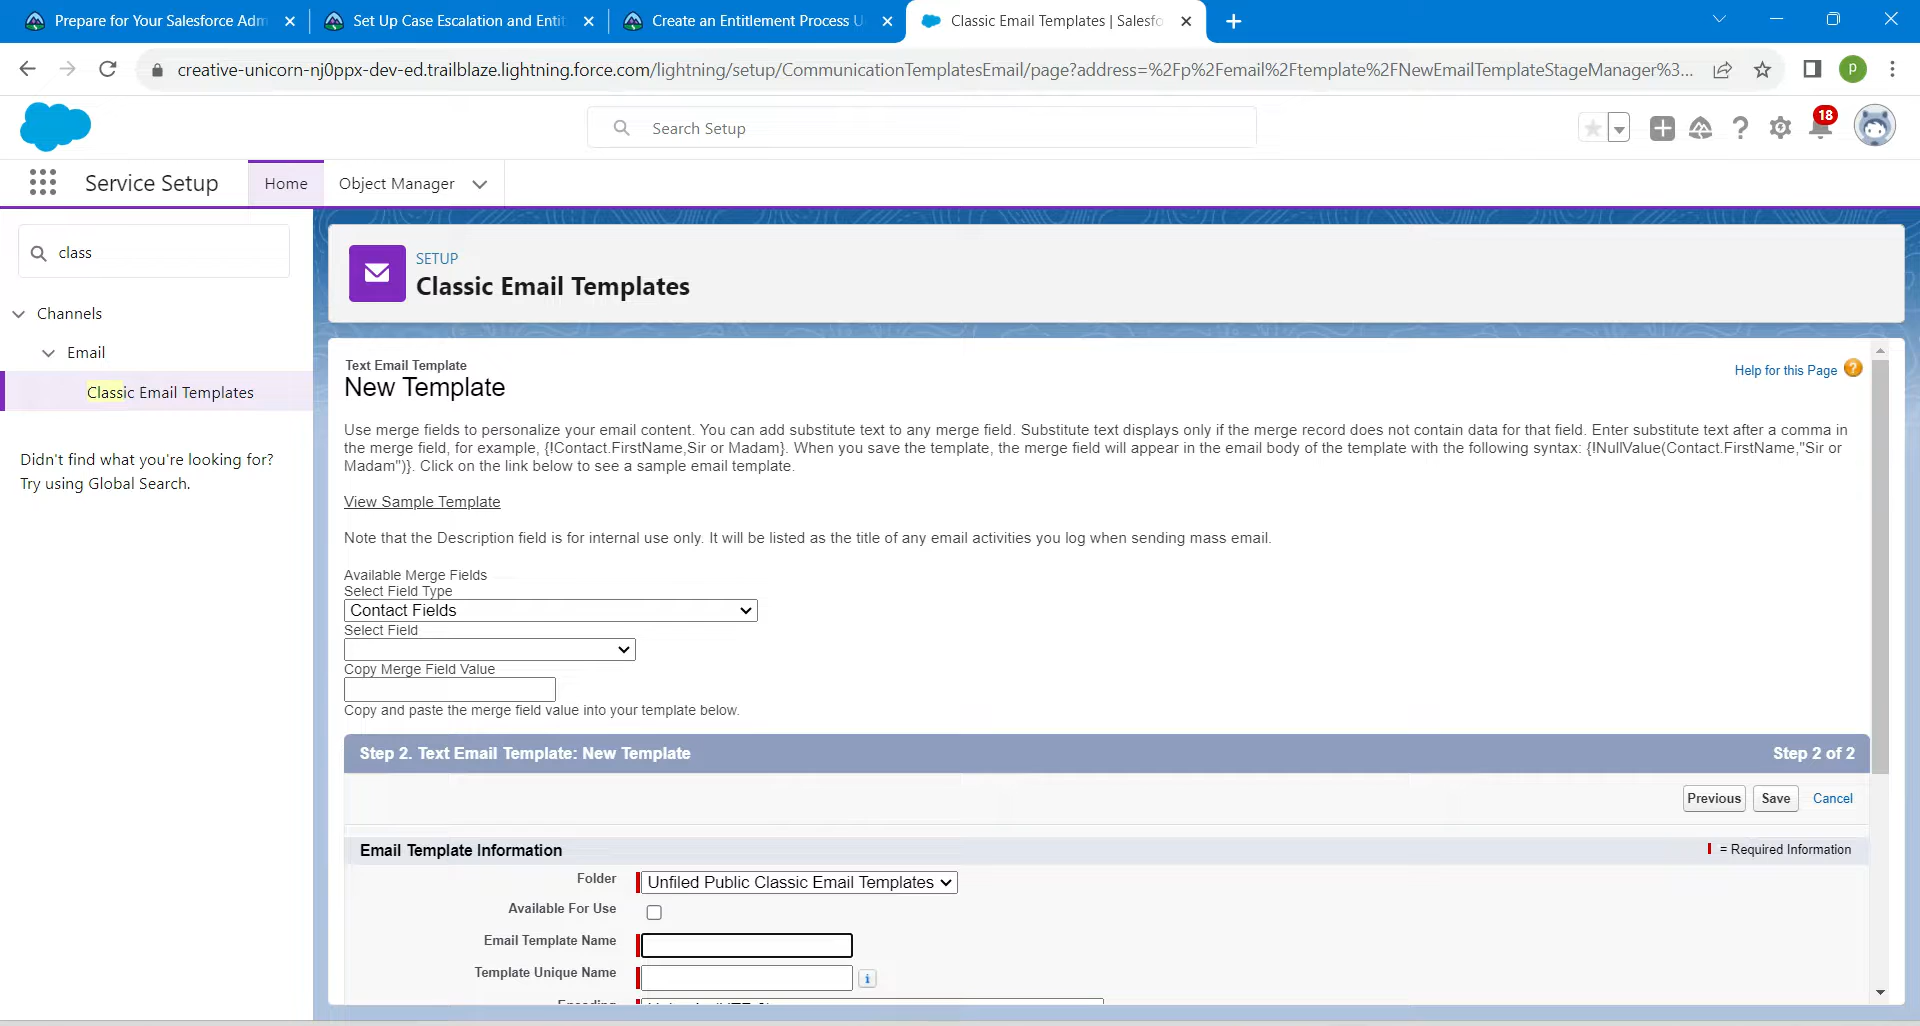 Prepare for Your Salesforce Adm
Set Up Case Escalation and Entit
Create an Entitlement Process U
Classic Email Templates | Salesfo
creative-unicorn-nj0ppx-dev-ed.trailblaze.lightning.force.com/lightning/setup/CommunicationTemplatesEmail/page?address=%2Fp%2Femail%2Ftemplate%2FNewEmailTemplateStageManager%3...
P
Search Setup
18
Service Setup
Home
Object Manager
class
Channels
Email
Classic Email Templates
Didn't find what you're looking for?
Try using Global Search.
SETUP
Classic Email Templates
Text Email Template
New Template
Help for this Page
Use merge fields to personalize your email content. You can add substitute text to any merge field. Substitute text displays only if the merge record does not contain data for that field. Enter substitute text after a comma in
the merge field, for example, {!Contact.FirstName,Sir or Madam}. When you save the template, the merge field will appear in the email body of the template with the following syntax: {!NullValue(Contact.FirstName,"Sir or
Madam")}. Click on the link below to see a sample email template.
View Sample Template
Note that the Description field is for internal use only. It will be listed as the title of any email activities you log when sending mass email.
Available Merge Fields
Select Field Type
Contact Fields
Select Field
Copy Merge Field Value
Copy and paste the merge field value into your template below.
Step 2. Text Email Template: New Template
Step 2 of 2
Previous
Save
Cancel
Email Template Information
= Required Information
Folder
Unfiled Public Classic Email Templates
Available For Use
Email Template Name
Template Unique Name
i